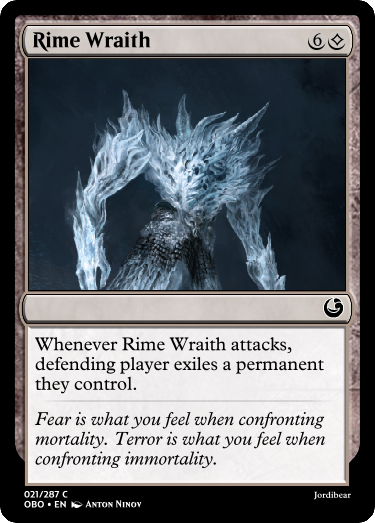 Rime Wraith 6
Whenever Rime Wraith attacks,
defending player exiles a permanent
they control.
Fear is what you feel when confronting
mortality. Terror is what you feel when
confronting immortality.
021/287 C
OBO • EN Anton Ninov
Jordibear